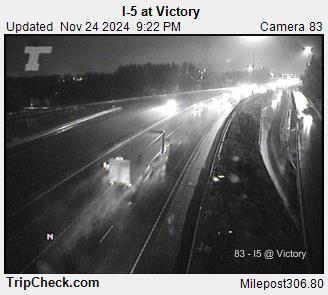 I-5 at Victory
Updated Nov 24 2024 9:22 PM Camera 83
T
N
83 - I5 @ Victory
TripCheck.com Milepost306.80